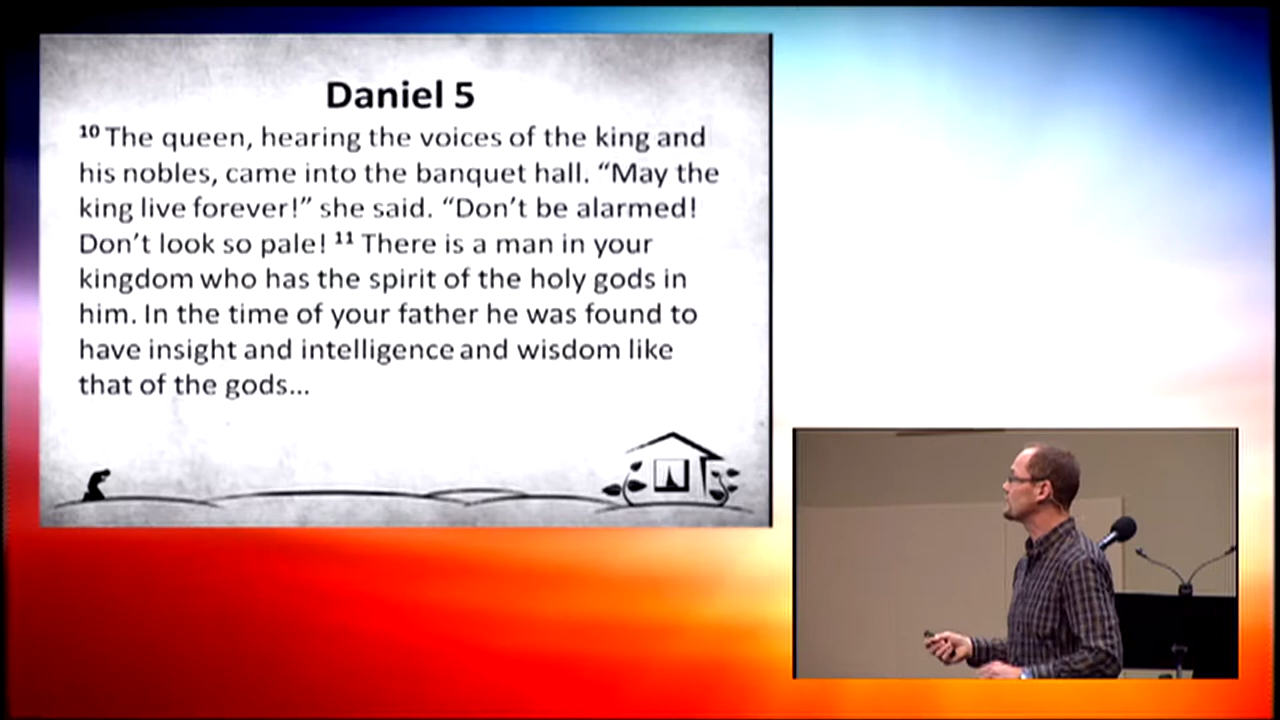 Daniel 5
10 The queen, hearing the voices of the king and
his nobles, came into the banquet hall. “May the
king live forever!” she said. “Don’t be alarmed!
Don’t look so pale! 11 There is a man in your
kingdom who has the spirit of the holy gods in
him. In the time of your father he was found to
have insight and intelligence and wisdom like
that of the gods...